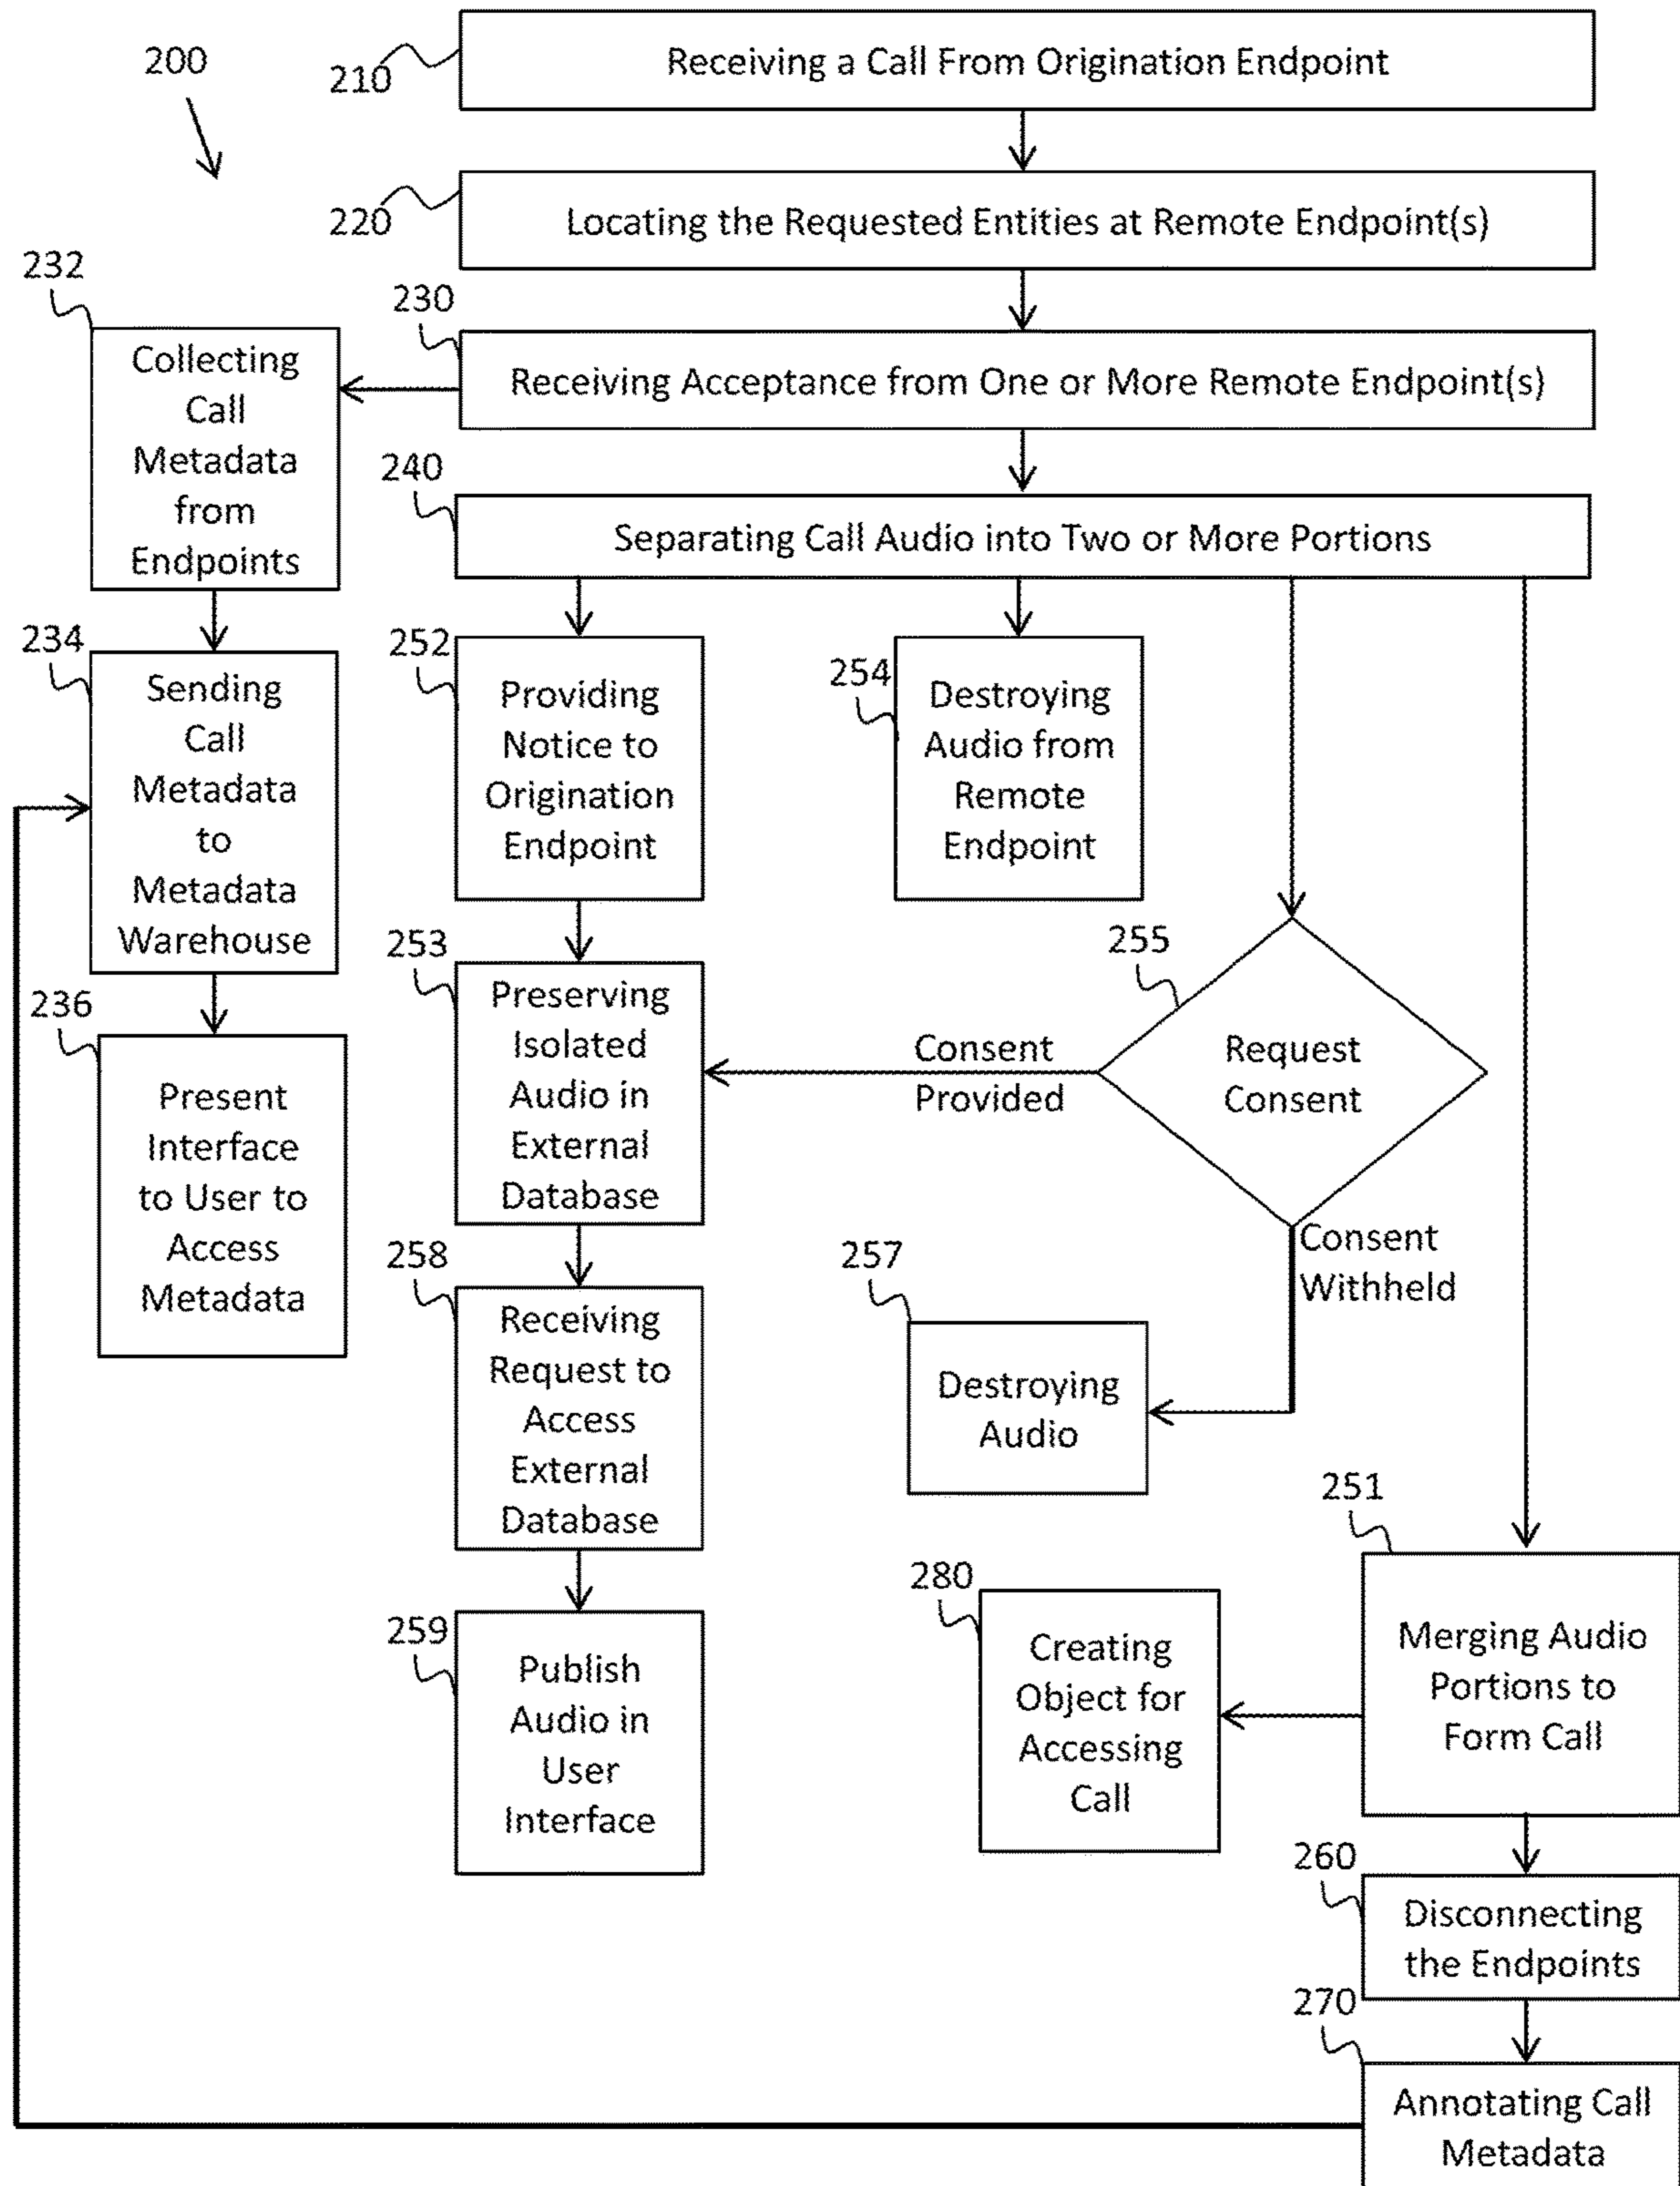 200
210
Receiving a Call From Origination Endpoint
220
Locating the Requested Entities at Remote Endpoint(s)
232
Collecting
Call
Metadata
from
Endpoints
230
Receiving Acceptance from One or More Remote Endpoint(s)
240
Separating Call Audio into Two or More Portions
234
Sending
Call
Metadata
to
Metadata
Warehouse
252
Providing
Notice to
Origination
Endpoint
254
Destroying
Audio from
Remote
Endpoint
236
Present
Interface
to User to
Access
Metadata
253
Preserving
Isolated
Audio in
External
Database
Consent
Provided
255
Request
Consent
Consent
Withheld
258
Receiving
Request to
Access
External
Database
257
Destroying
Audio
251
Merging Audio
Portions to
Form Call
280
Creating
Object for
Accessing
Call
259
Publish
Audio in
User
Interface
260
Disconnecting
the Endpoints
270
Annotating Call
Metadata